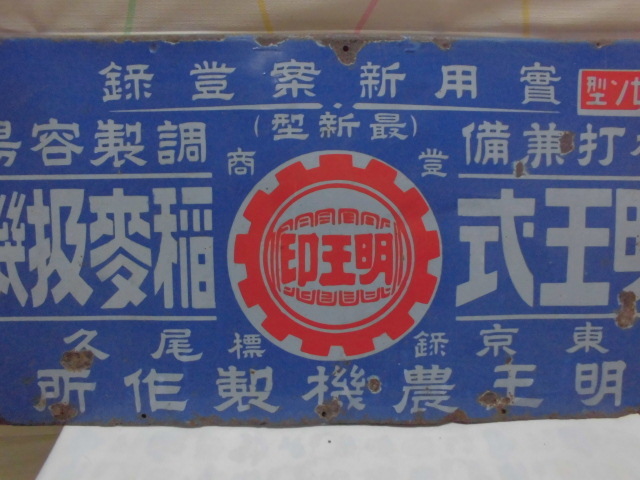 ン型
實用新案登録
(最新型)
打兼備 調製容易
登商
明王式 稲麥扱機
明王印
録標
東京 尾久
明王農機製作所